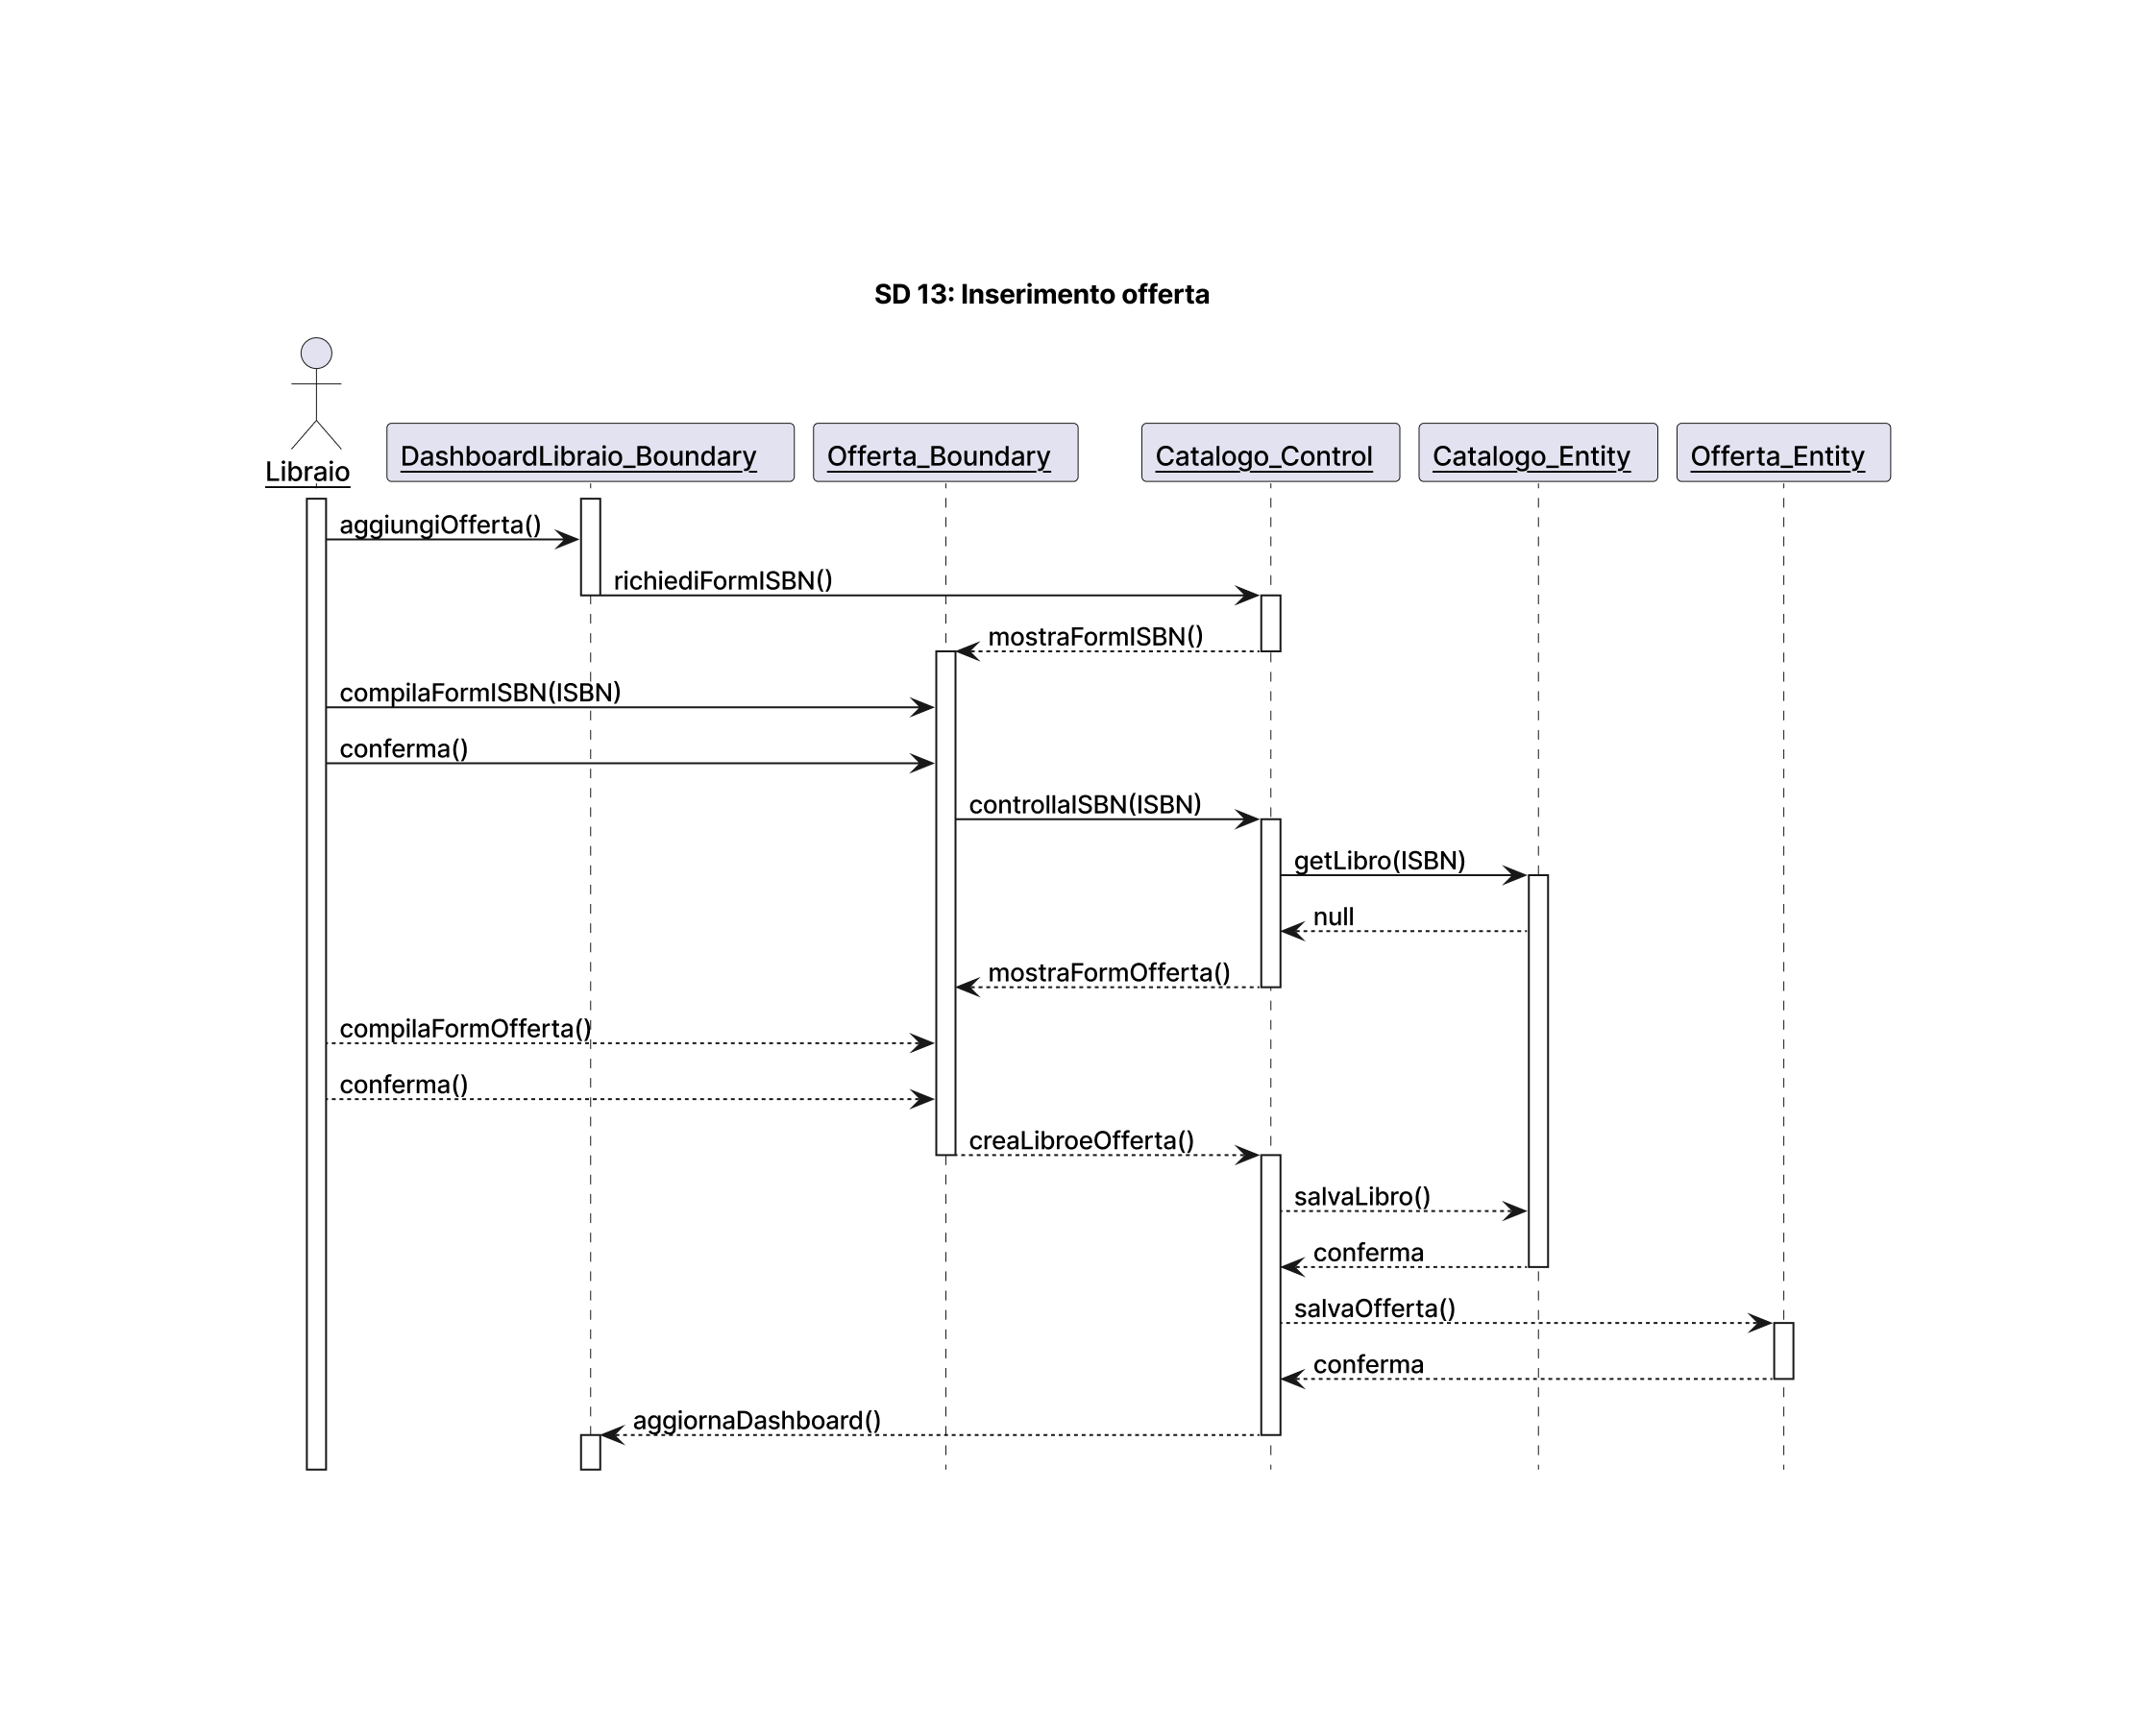 SD 13: Inserimento offerta
Libraio
DashboardLibraio_Boundary
Offerta_Boundary
Catalogo_Control
Catalogo_Entity
Offerta_Entity
aggiungiOfferta()
richiediFormISBN()
mostraFormISBN()
compilaFormISBN(ISBN)
conferma()
controllaISBN(ISBN)
getLibro(ISBN)
null
mostraFormOfferta()
compilaFormOfferta()
conferma()
creaLibroeOfferta()
salvaLibro()
conferma
salvaOfferta()
conferma
aggiornaDashboard()